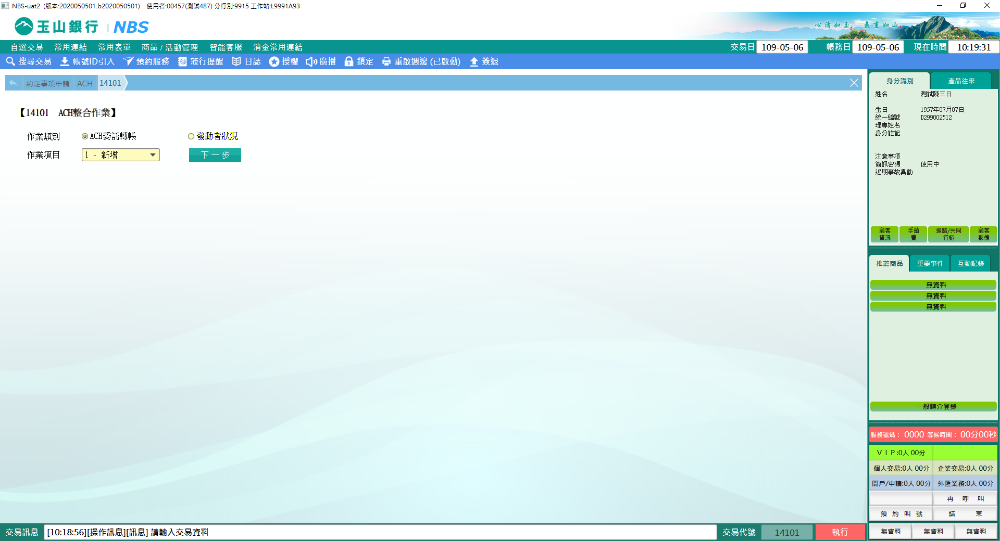 NBS-uat2 (版本:2020050501.b2020050501) 使用者:00457(測試487) 分行別:9915 工作站:L9991A93
玉山銀行 | NBS
心清如玉 義重如山
自選交易 常用連結 常用表單 商品 / 活動管理 智能客服 消金常用連結 交易日 109-05-06 帳務日 109-05-06 現在時間 10:19:31
搜尋交易 帳號ID引入 預約服務 蒞行提醒 日誌 授權 廣播 鎖定 重啟週邊 (已啟動) 簽退
約定事項申請 ACH 14101
【14101 ACH整合作業】
作業類別 ACH委託轉帳 發動者狀況
作業項目 1 - 新增 下一步
身分識別 產品往來
姓名 測試陳三日
生日 1957年07月07日
統一編號 D299002512
理專姓名
身分註記
注意事項
簡訊密碼 使用中
近期事故異動
顧客資訊 手續費 通路/共同行銷 顧客影像
推薦商品 重要事件 互動記錄
無資料
無資料
無資料
一般轉介登錄
服務號碼： 0000 等候時間： 00分00秒
ＶＩＰ:0人 00分
個人交易:0人 00分 企業交易:0人 00分
開戶/申請:0人 00分 外匯業務:0人 00分
再 呼 叫
預 約 叫 號 結 束
無資料 無資料 無資料
交易訊息 [10:18:56][操作訊息][訊息] 請輸入交易資料 交易代號 14101 執行